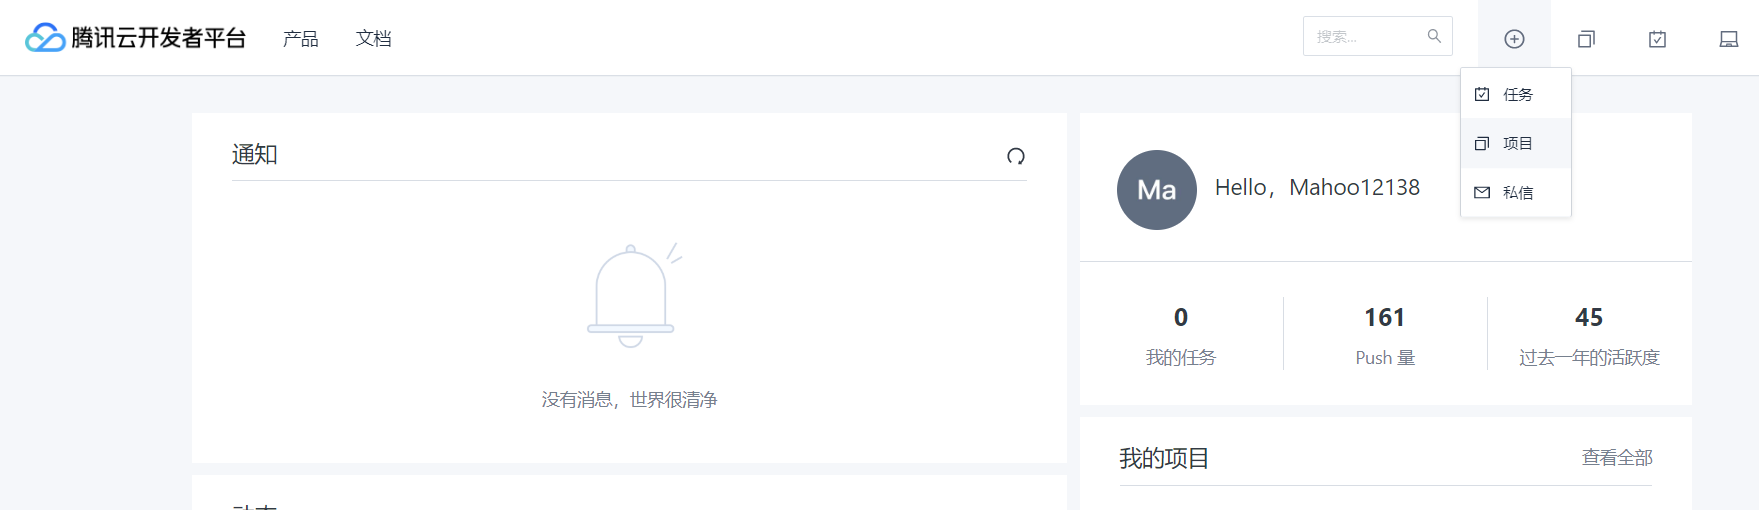 腾讯云开发者平台
产品
文档
搜索...
任务
项目
私信
通知
没有消息，世界很清净
Ma
Hello，Mahoo12138
0
我的任务
161
Push 量
45
过去一年的活跃度
我的项目
查看全部